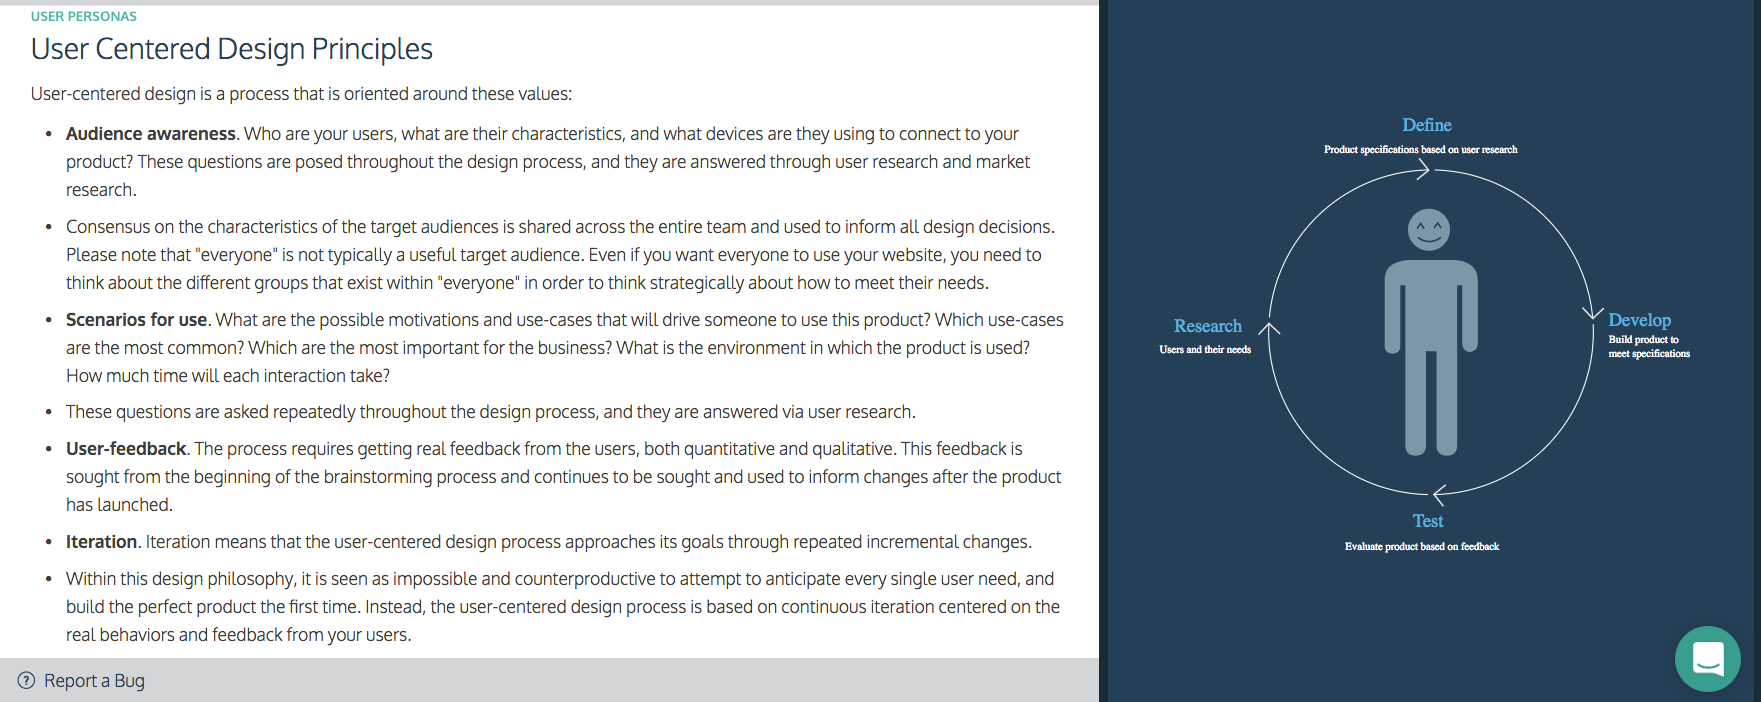 USER PERSONAS
User Centered Design Principles
User-centered design is a process that is oriented around these values:
• Audience awareness. Who are your users, what are their characteristics, and what devices are they using to connect to your
product? These questions are posed throughout the design process, and they are answered through user research and market
research.
• Consensus on the characteristics of the target audiences is shared across the entire team and used to inform all design decisions.
Please note that "everyone" is not typically a useful target audience. Even if you want everyone to use your website, you need to
think about the different groups that exist within "everyone" in order to think strategically about how to meet their needs.
• Scenarios for use. What are the possible motivations and use-cases that will drive someone to use this product? Which use-cases
are the most common? Which are the most important for the business? What is the environment in which the product is used?
How much time will each interaction take?
• These questions are asked repeatedly throughout the design process, and they are answered via user research.
• User-feedback. The process requires getting real feedback from the users, both quantitative and qualitative. This feedback is
sought from the beginning of the brainstorming process and continues to be sought and used to inform changes after the product
has launched.
• Iteration. Iteration means that the user-centered design process approaches its goals through repeated incremental changes.
• Within this design philosophy, it is seen as impossible and counterproductive to attempt to anticipate every single user need, and
build the perfect product the first time. Instead, the user-centered design process is based on continuous iteration centered on the
real behaviors and feedback from your users.
? Report a Bug
Define
Product specifications based on user research
Develop
Build product to
meet specifications
Research
Users and their needs
Test
Evaluate product based on feedback